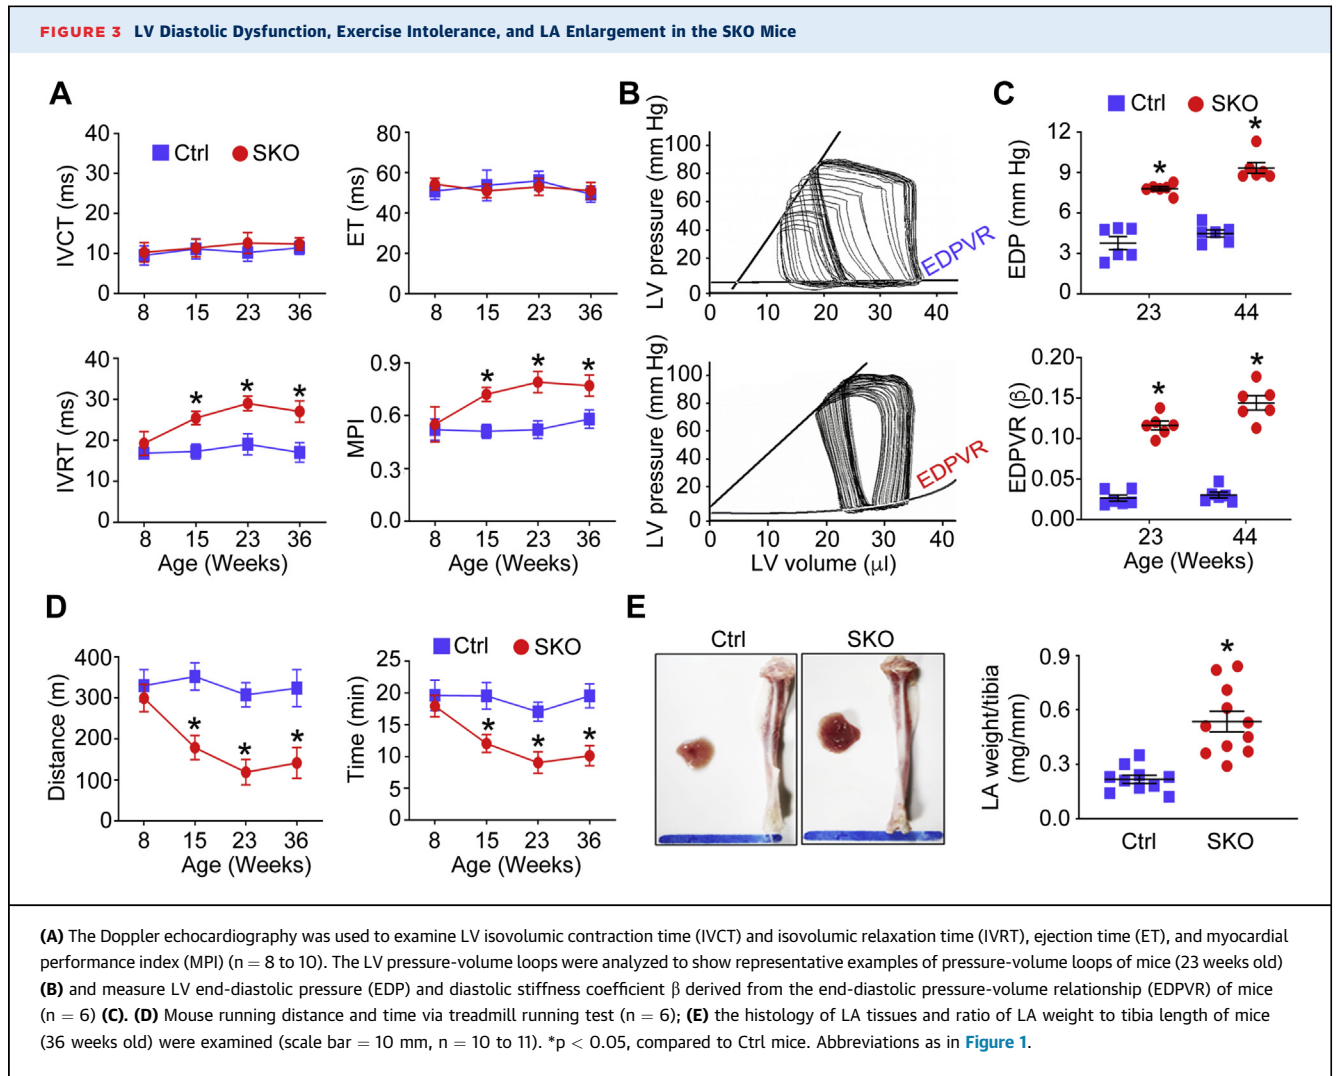 FIGURE 3 LV Diastolic Dysfunction, Exercise Intolerance, and LA Enlargement in the SKO Mice
A
IVCT (ms)
40
30
20
10
0
Ctrl
SKO
8 15 23 36
ET (ms)
80
60
40
20
0
8 15 23 36
IVRT (ms)
40
30
20
10
0
* * *
8 15 23 36
Age (Weeks)
MPI
0.9
0.6
0.3
0.0
* * *
8 15 23 36
Age (Weeks)
B
LV pressure (mm Hg)
100
80
60
40
20
0
EDPVR
0 10 20 30 40
LV pressure (mm Hg)
100
80
60
40
20
0
EDPVR
0 10 20 30 40
LV volume (μl)
C
Ctrl
SKO
EDP (mm Hg)
12
9
6
3
0
* *
23 44
EDPVR (β)
0.20
0.15
0.10
0.05
0.00
* *
23 44
Age (Weeks)
D
Distance (m)
400
300
200
100
0
* * *
8 15 23 36
Age (Weeks)
Ctrl
SKO
Time (min)
25
20
15
10
5
0
* * *
8 15 23 36
Age (Weeks)
E
Ctrl
SKO
LA weight/tibia
(mg/mm)
0.9
0.6
0.3
0.0
*
Ctrl SKO
(A) The Doppler echocardiography was used to examine LV isovolumic contraction time (IVCT) and isovolumic relaxation time (IVRT), ejection time (ET), and myocardial
performance index (MPI) (n = 8 to 10). The LV pressure-volume loops were analyzed to show representative examples of pressure-volume loops of mice (23 weeks old)
(B) and measure LV end-diastolic pressure (EDP) and diastolic stiffness coefficient β derived from the end-diastolic pressure-volume relationship (EDPVR) of mice
(n = 6) (C). (D) Mouse running distance and time via treadmill running test (n = 6); (E) the histology of LA tissues and ratio of LA weight to tibia length of mice
(36 weeks old) were examined (scale bar = 10 mm, n = 10 to 11). *p < 0.05, compared to Ctrl mice. Abbreviations as in Figure 1.